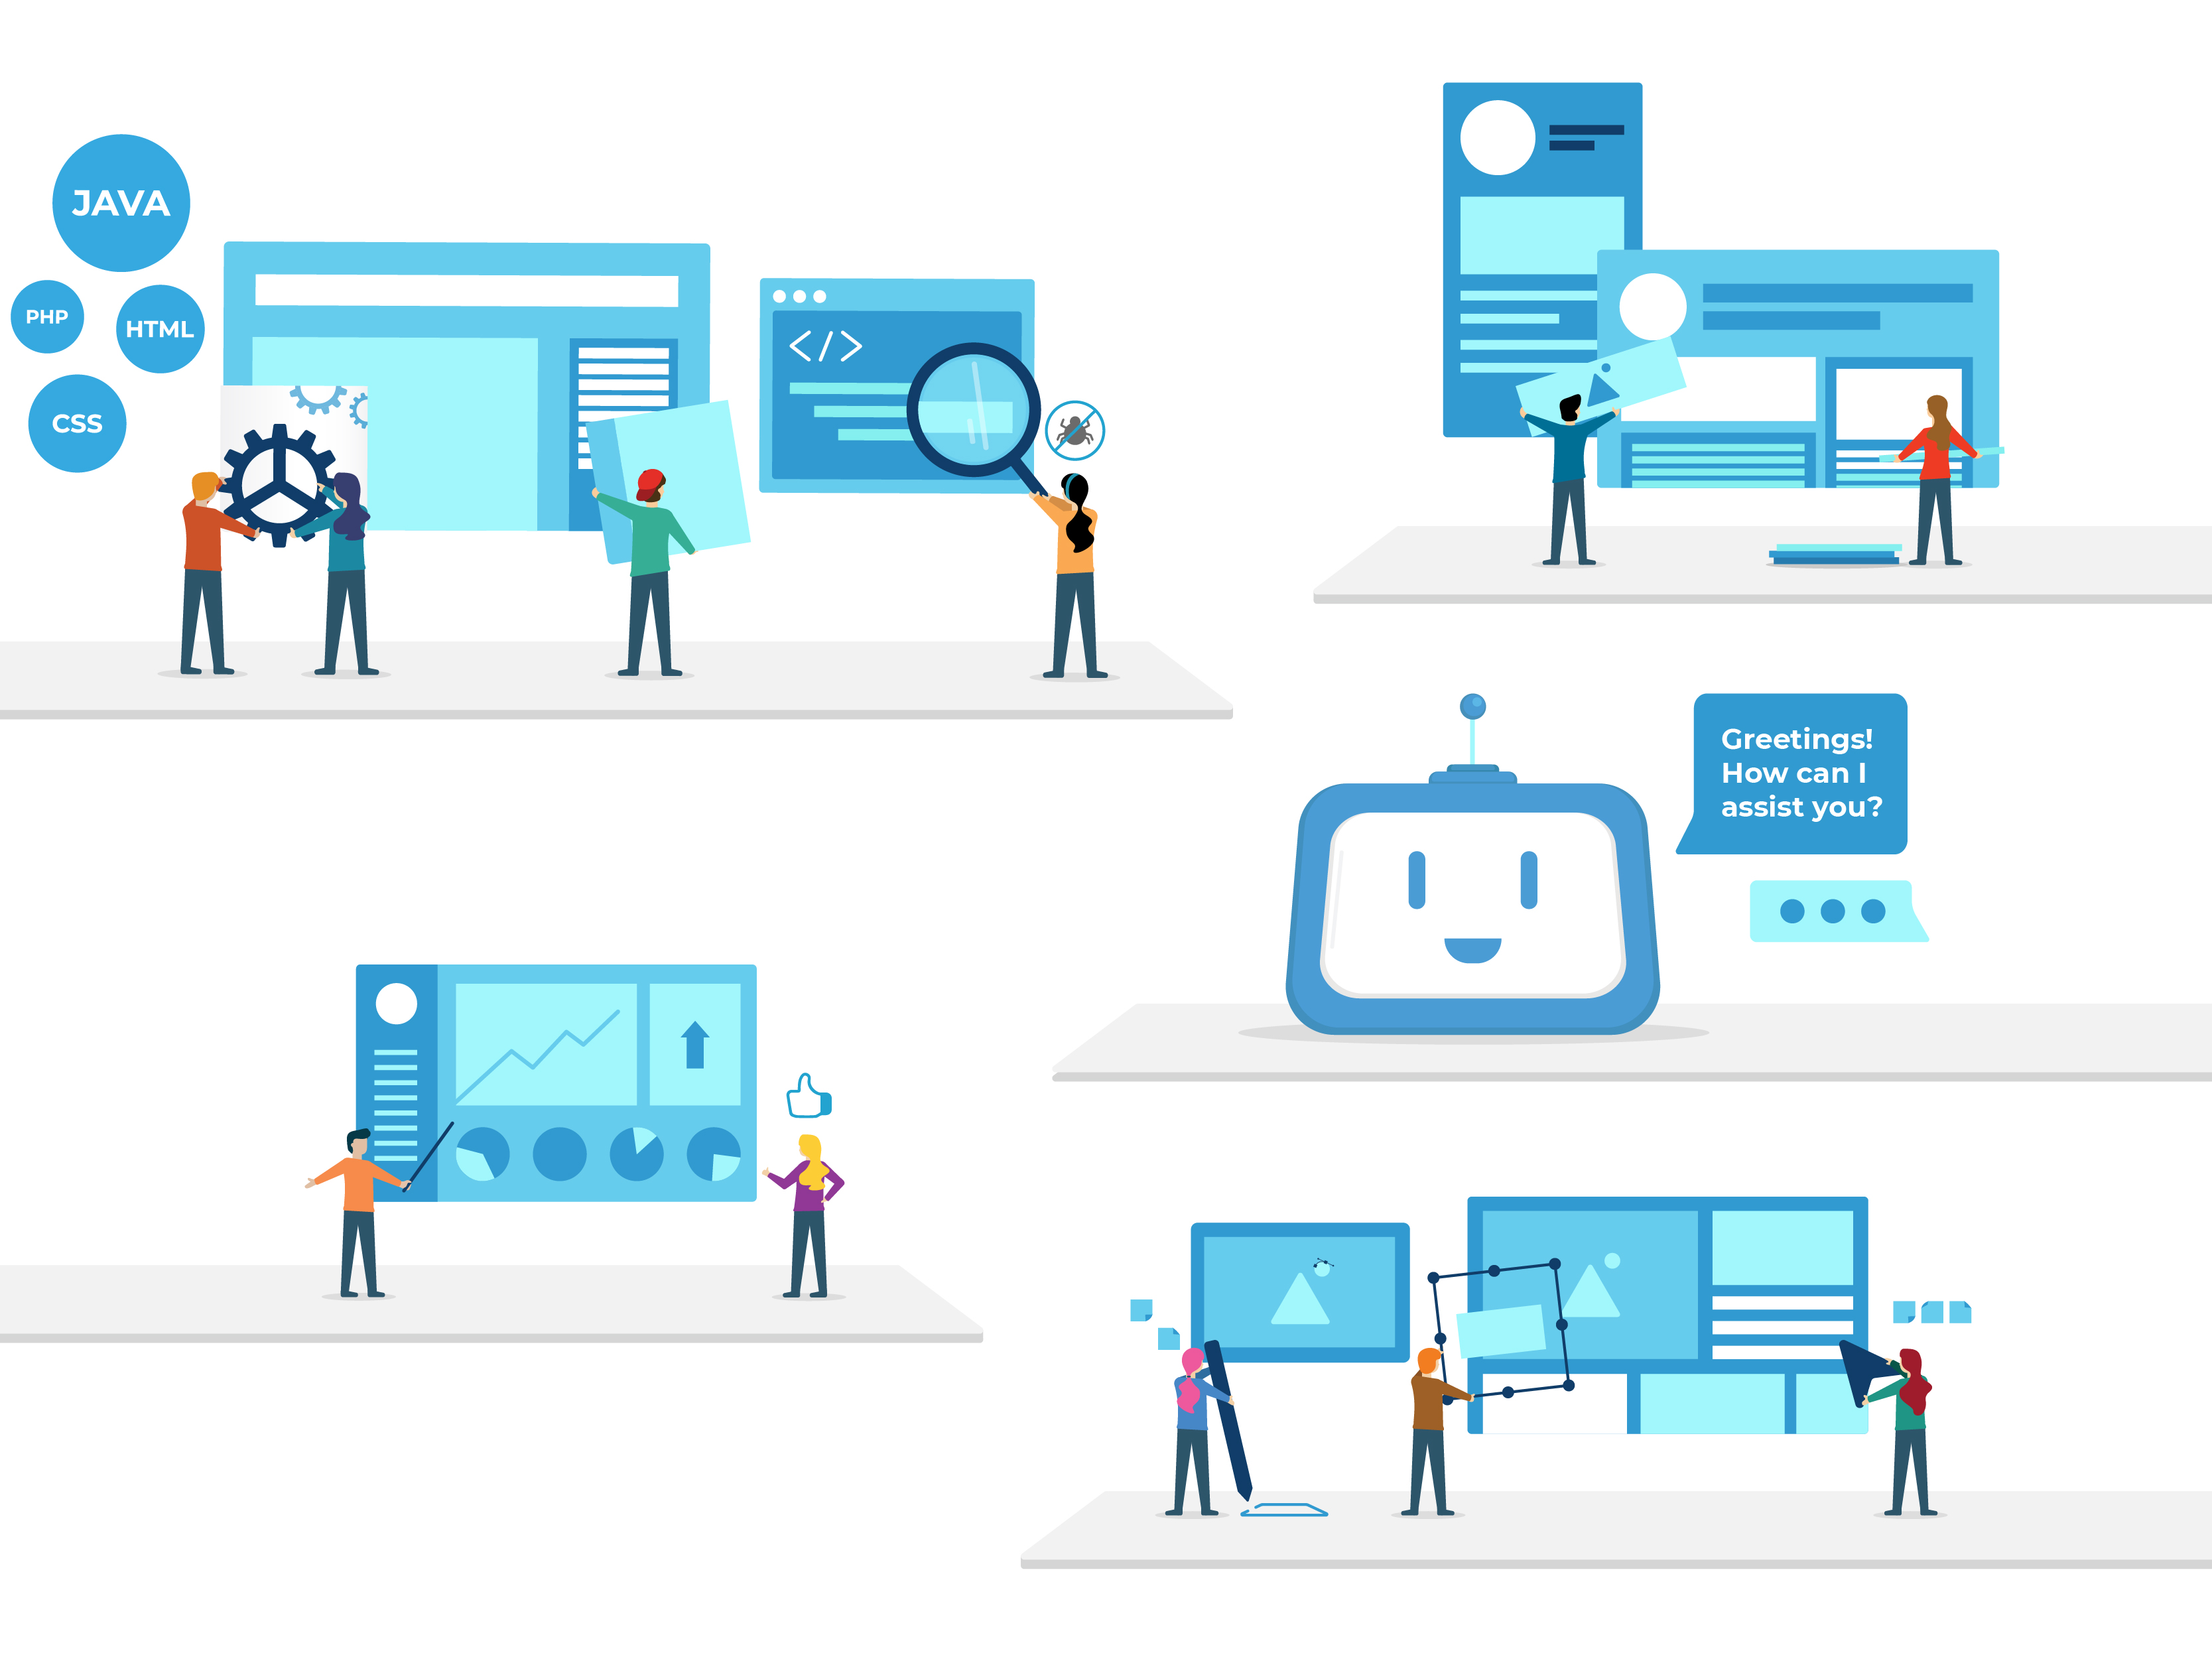 JAVA
PHP
HTML
CSS
</>
Greetings!
How can I
assist you?